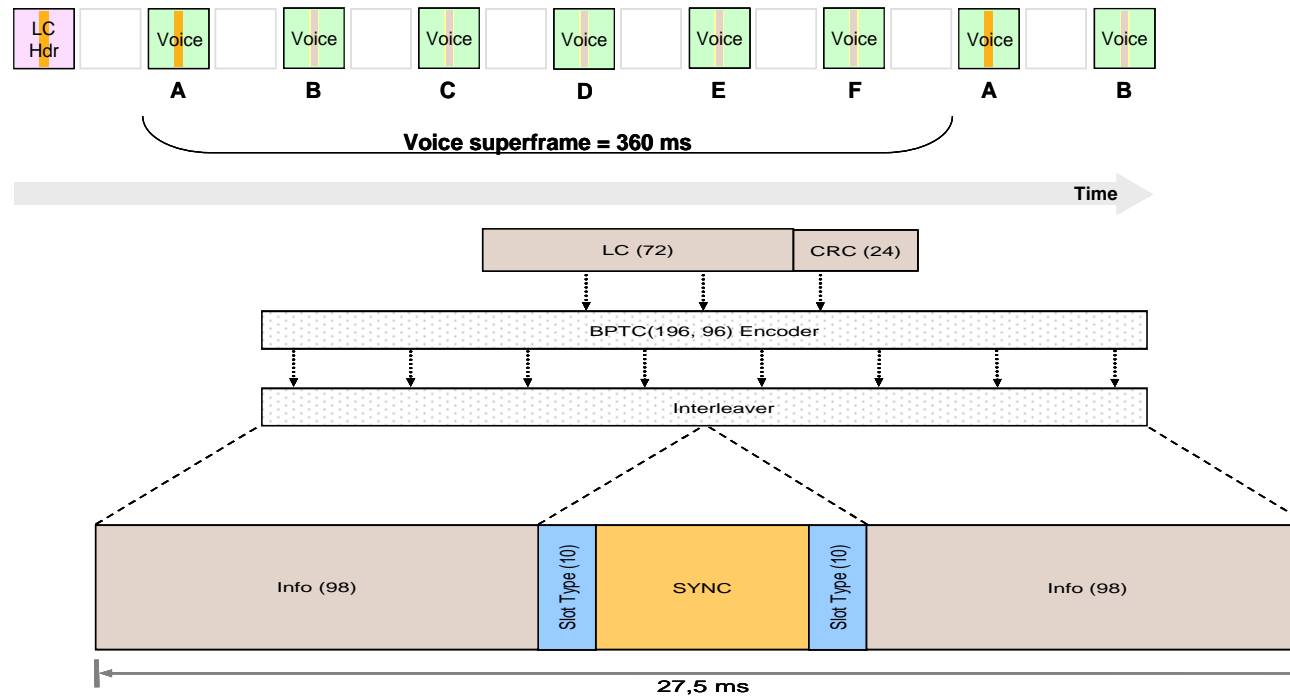 LC
Hdr
Voice
Voice
Voice
Voice
Voice
Voice
Voice
Voice
A
B
C
D
E
F
A
B
Voice superframe = 360 ms
Time
LC (72)
CRC (24)
BPTC(196, 96) Encoder
Interleaver
Info (98)
Slot Type (10)
SYNC
Slot Type (10)
Info (98)
27,5 ms